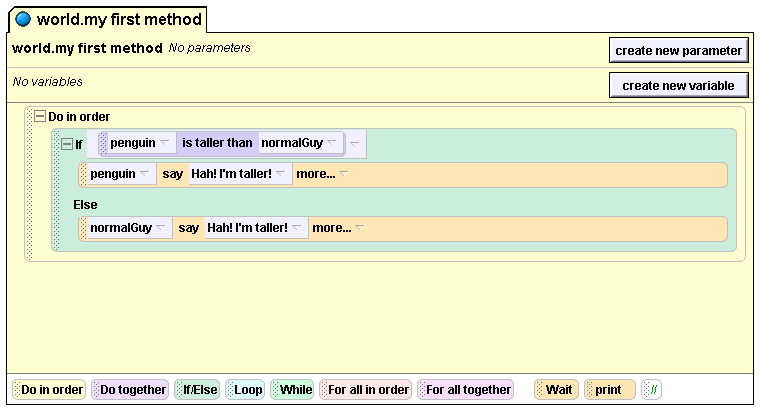 world.my first method
world.my first method No parameters create new parameter
No variables create new variable
Do in order
If penguin is taller than normalGuy
penguin say Hah! I'm taller! more...
Else
normalGuy say Hah! I'm taller! more...
Do in order Do together If/Else Loop While For all in order For all together Wait print //